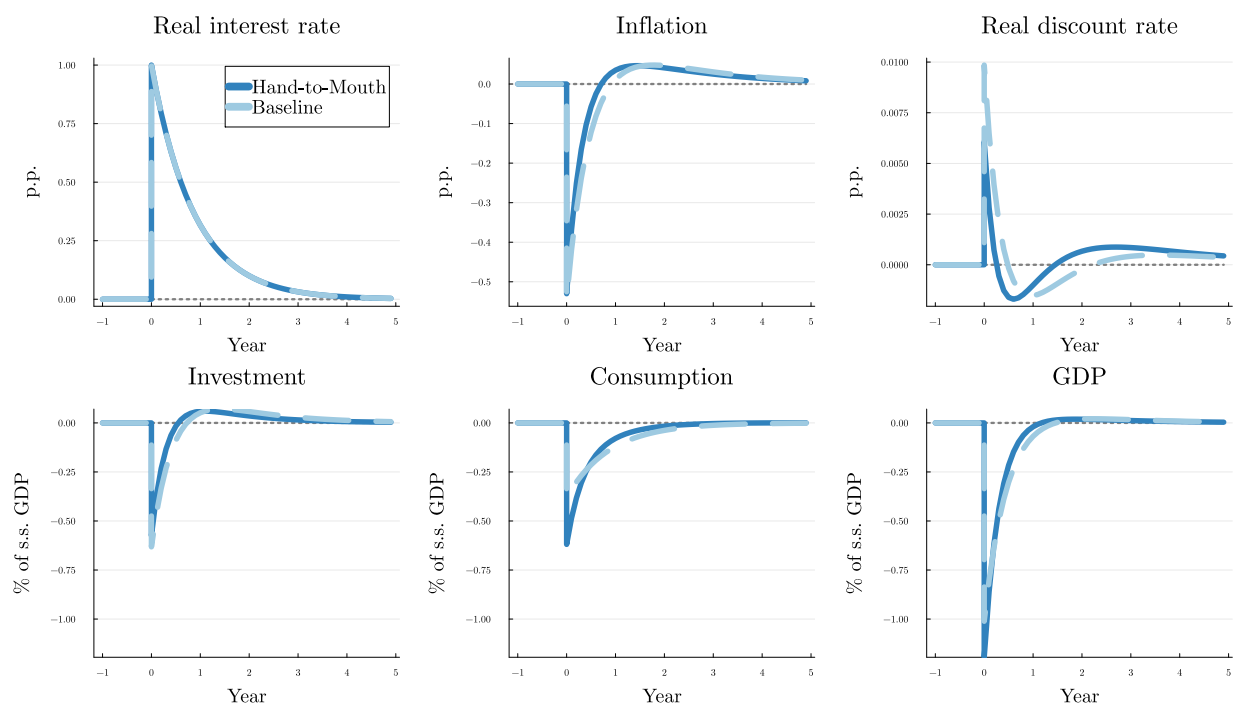 Real interest rate
Inflation
Real discount rate
p.p.
1.00
0.75
0.50
0.25
0.00
Hand-to-Mouth
Baseline
−1 0 1 2 3 4 5
Year
p.p.
0.0
−0.1
−0.2
−0.3
−0.4
−0.5
−1 0 1 2 3 4 5
Year
p.p.
0.0100
0.0075
0.0050
0.0025
0.0000
−1 0 1 2 3 4 5
Year
Investment
Consumption
GDP
% of s.s. GDP
0.00
−0.25
−0.50
−0.75
−1.00
−1 0 1 2 3 4 5
Year
% of s.s. GDP
0.00
−0.25
−0.50
−0.75
−1.00
−1 0 1 2 3 4 5
Year
% of s.s. GDP
0.00
−0.25
−0.50
−0.75
−1.00
−1 0 1 2 3 4 5
Year